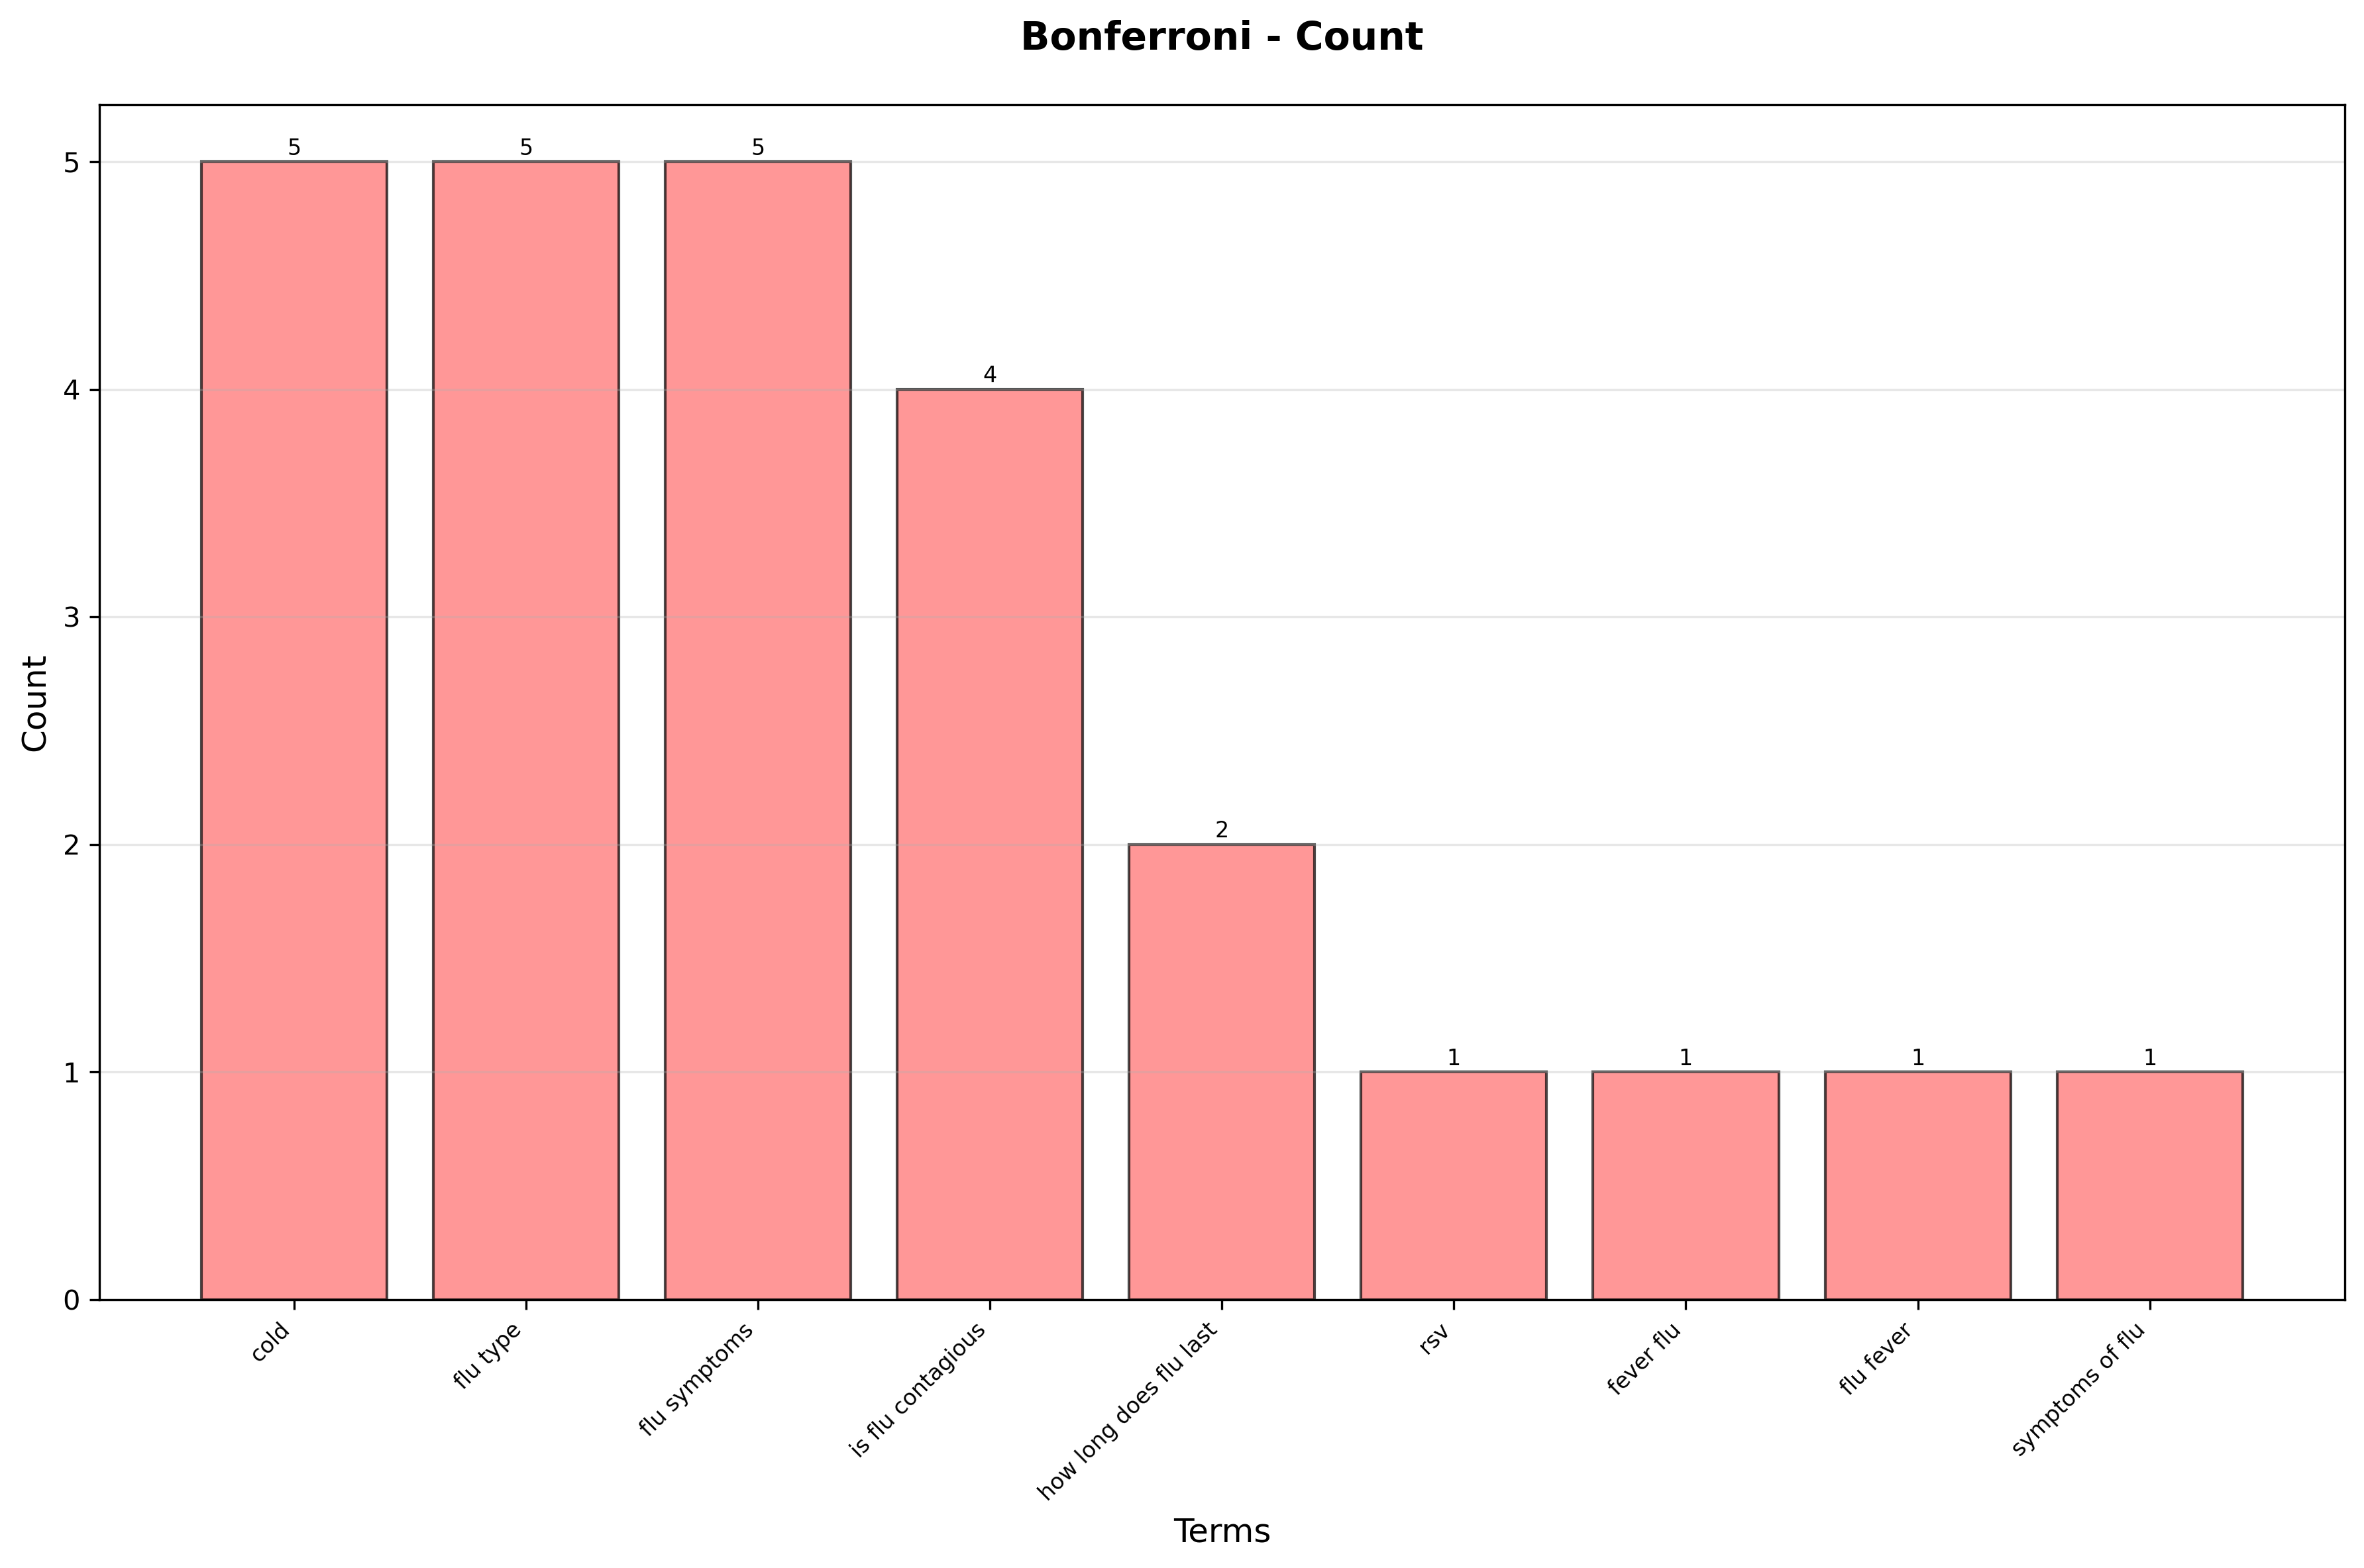 Bonferroni - Count
Count
5
4
3
2
1
0
5
5
5
4
2
1
1
1
1
cold
flu type
flu symptoms
is flu contagious
how long does flu last
rsv
fever flu
flu fever
symptoms of flu
Terms